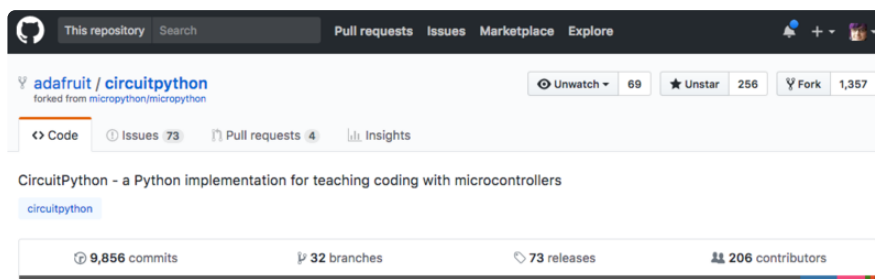 This repository Search Pull requests Issues Marketplace Explore
adafruit / circuitpython Unwatch 69 Unstar 256 Fork 1,357
forked from micropython/micropython
Code Issues 73 Pull requests 4 Insights
CircuitPython - a Python implementation for teaching coding with microcontrollers
circuitpython
9,856 commits 32 branches 73 releases 206 contributors